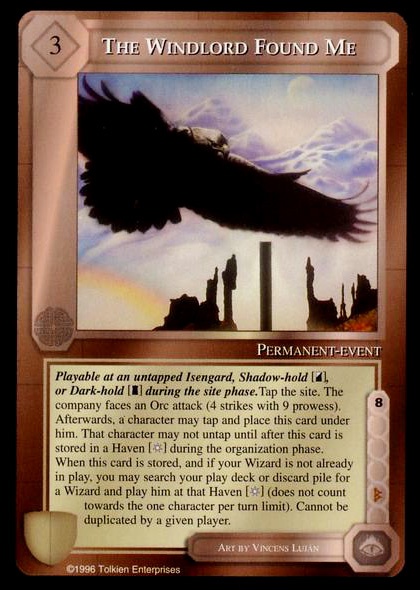 3
THE WINDLORD FOUND ME
PERMANENT-EVENT
Playable at an untapped Isengard, Shadow-hold [],
or Dark-hold [] during the site phase.Tap the site. The
company faces an Orc attack (4 strikes with 9 prowess).
Afterwards, a character may tap and place this card under
him. That character may not untap until after this card is
stored in a Haven [] during the organization phase.
When this card is stored, and if your Wizard is not already
in play, you may search your play deck or discard pile for
a Wizard and play him at that Haven [] (does not count
towards the one character per turn limit). Cannot be
duplicated by a given player.
8
ART BY VINCENS LUJÁN
©1996 Tolkien Enterprises